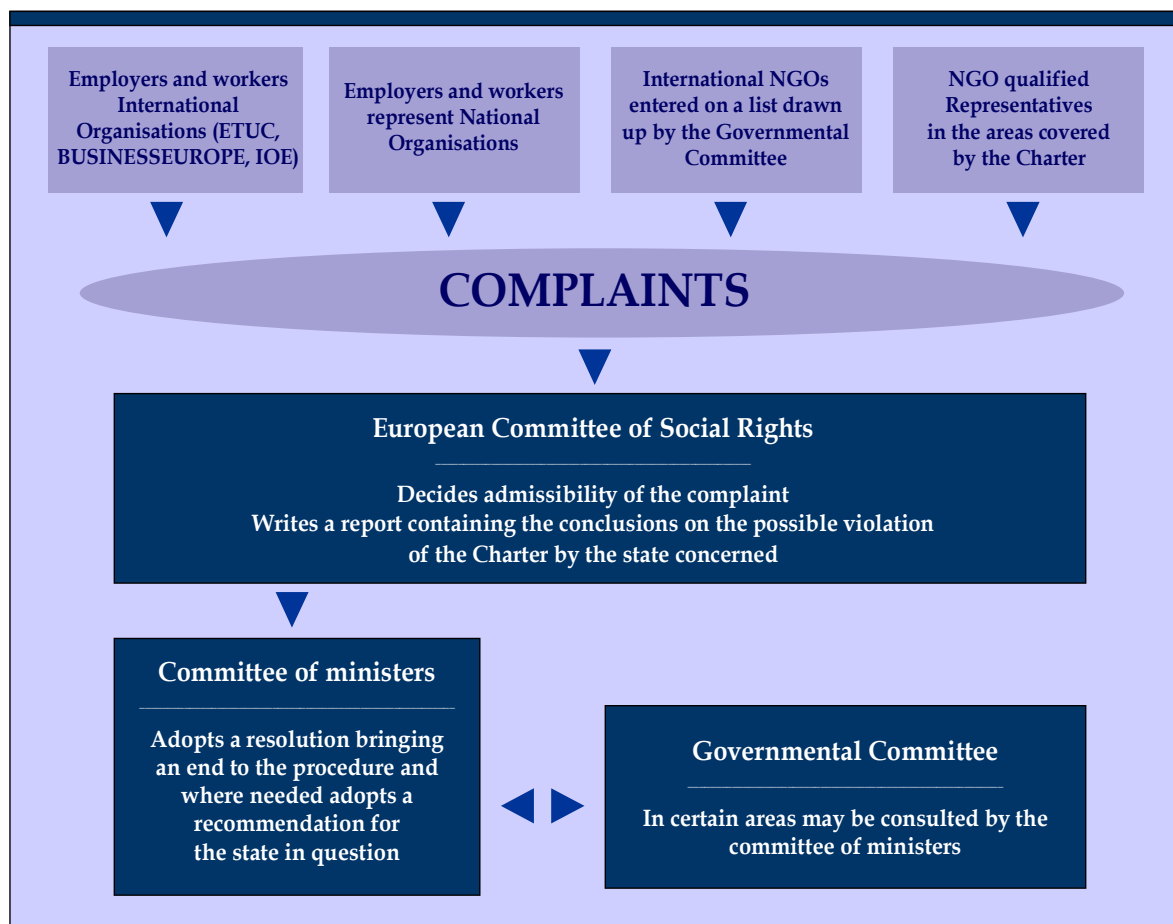 Employers and workers
International
Organisations (ETUC,
BUSINESSEUROPE, IOE)
Employers and workers
represent National
Organisations
International NGOs
entered on a list drawn
up by the Governmental
Committee
NGO qualified
Representatives
in the areas covered
by the Charter
COMPLAINTS
European Committee of Social Rights
Decides admissibility of the complaint
Writes a report containing the conclusions on the possible violation
of the Charter by the state concerned
Committee of ministers
Adopts a resolution bringing
an end to the procedure and
where needed adopts a
recommendation for
the state in question
Governmental Committee
In certain areas may be consulted by the
committee of ministers